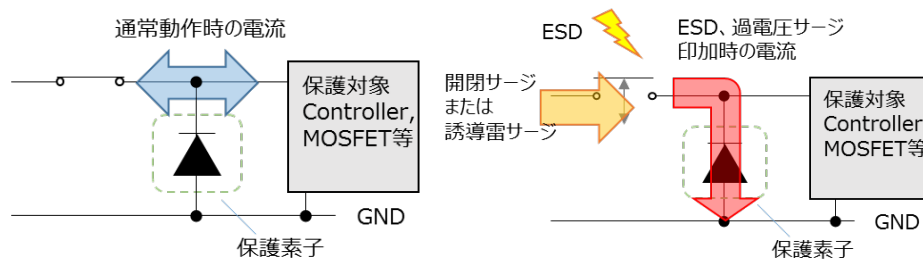 通常動作時の電流
保護対象
Controller,
MOSFET等
GND
保護素子
ESD
ESD、過電圧サージ
印加時の電流
開閉サージ
または
誘導雷サージ
保護対象
Controller
MOSFET等
GND
保護素子